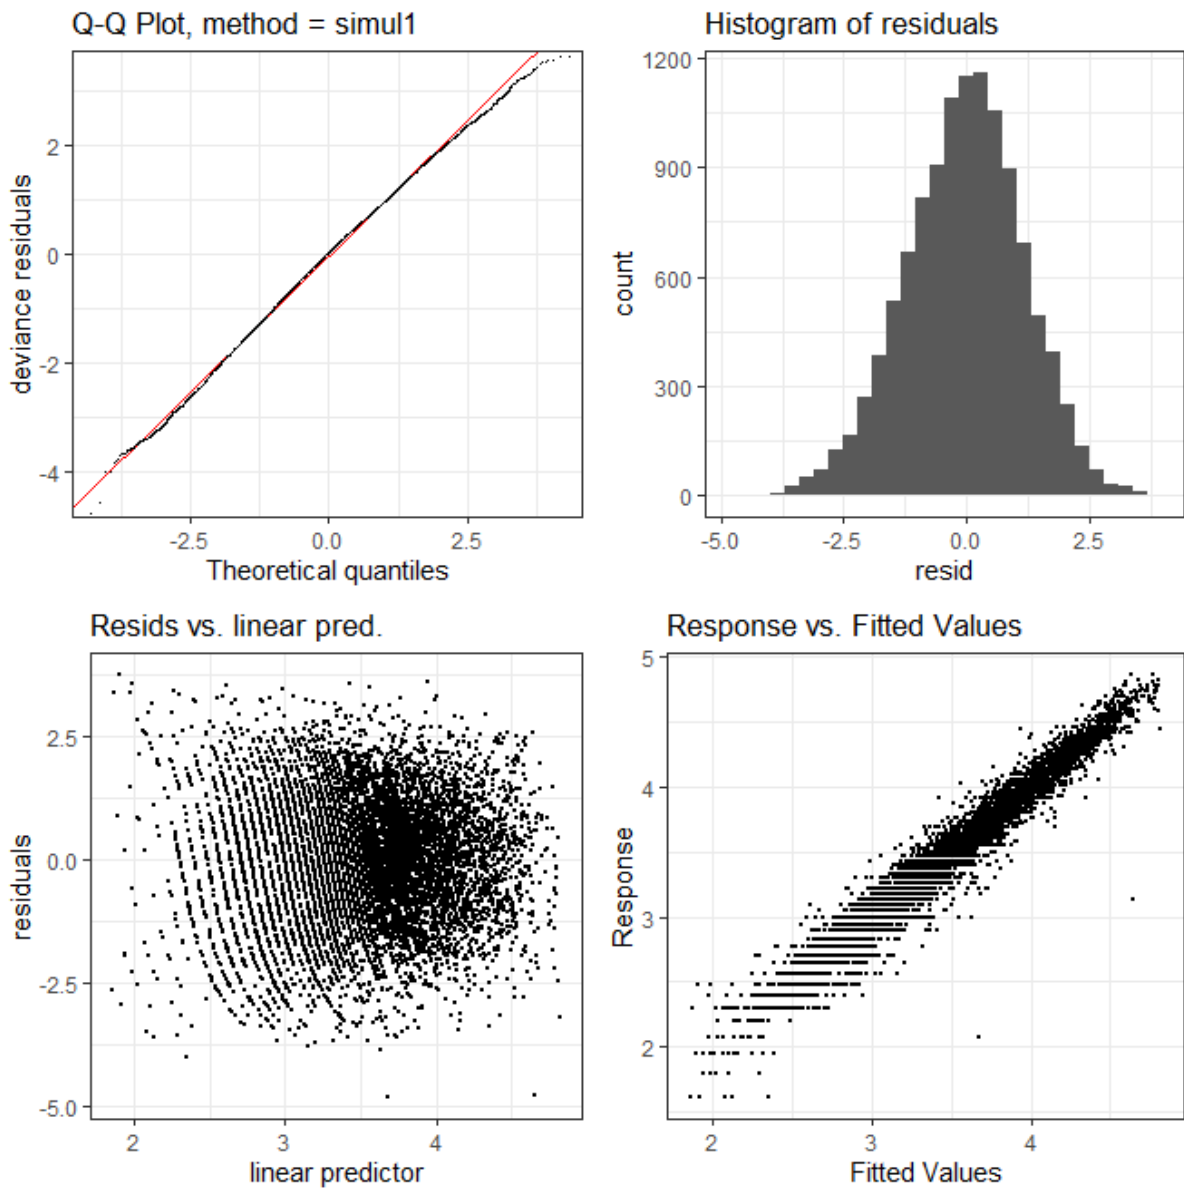 Q-Q Plot, method = simul1
deviance residuals
2
0
-2
-4
-2.5 0.0 2.5
Theoretical quantiles
Histogram of residuals
count
1200
900
600
300
0
-5.0 -2.5 0.0 2.5
resid
Resids vs. linear pred.
residuals
2.5
0.0
-2.5
-5.0
2 3 4
linear predictor
Response vs. Fitted Values
Response
5
4
3
2
2 3 4
Fitted Values